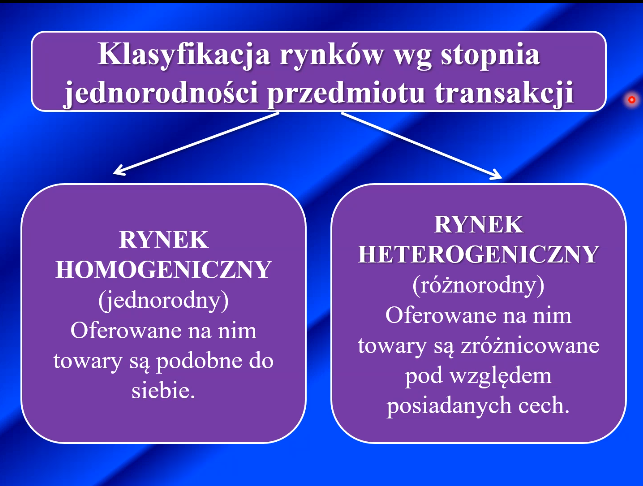 Klasyfikacja rynków wg stopnia
jednorodności przedmiotu transakcji
RYNEK
HOMOGENICZNY
(jednorodny)
Oferowane na nim
towary są podobne do
siebie.
RYNEK
HETEROGENICZNY
(różnorodny)
Oferowane na nim
towary są zróżnicowane
pod względem
posiadanych cech.